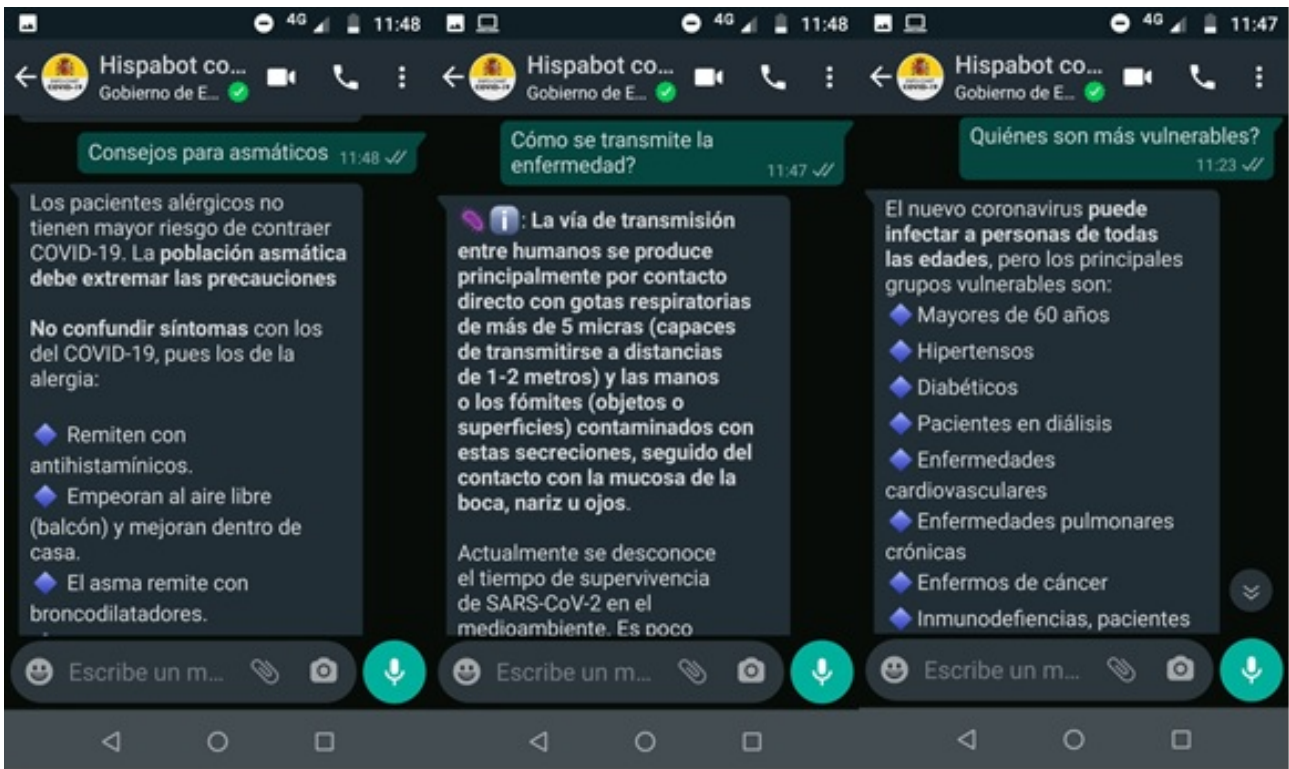 4G 11:48
Hispabot co...
Gobierno de E...
Consejos para asmáticos 11:48
Los pacientes alérgicos no
tienen mayor riesgo de contraer
COVID-19. La población asmática
debe extremar las precauciones
No confundir síntomas con los
del COVID-19, pues los de la
alergia:
Remiten con
antihistamínicos.
Empeoran al aire libre
(balcón) y mejoran dentro de
casa.
El asma remite con
broncodilatadores.
Escribe un m...
4G 11:48
Hispabot co...
Gobierno de E...
Cómo se transmite la
enfermedad?
11:47
: La vía de transmisión
entre humanos se produce
principalmente por contacto
directo con gotas respiratorias
de más de 5 micras (capaces
de transmitirse a distancias
de 1-2 metros) y las manos
o los fómites (objetos o
superficies) contaminados con
estas secreciones, seguido del
contacto con la mucosa de la
boca, nariz u ojos.
Actualmente se desconoce
el tiempo de supervivencia
de SARS-CoV-2 en el
medioambiente. Es poco
Escribe un m...
4G 11:47
Hispabot co...
Gobierno de E...
Quiénes son más vulnerables?
11:23
El nuevo coronavirus puede
infectar a personas de todas
las edades, pero los principales
grupos vulnerables son:
Mayores de 60 años
Hipertensos
Diabéticos
Pacientes en diálisis
Enfermedades
cardiovasculares
Enfermedades pulmonares
crónicas
Enfermos de cáncer
Inmunodefiencias, pacientes
Escribe un m...